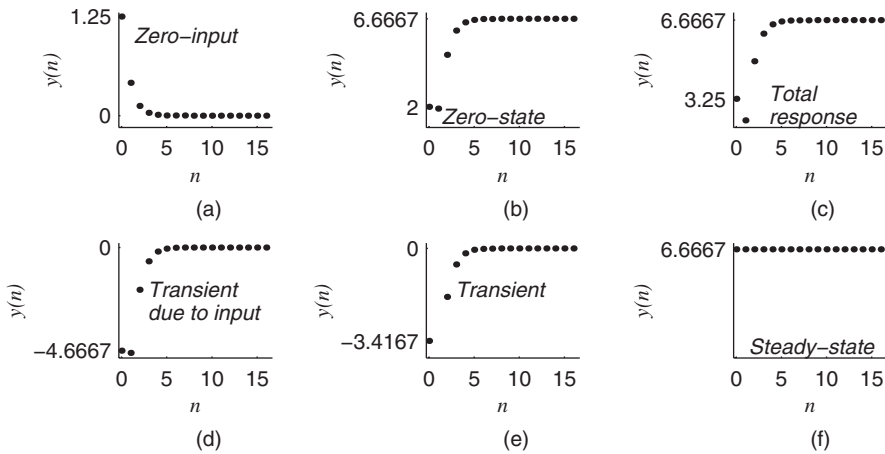 1.25
Zero−input
y(n)
0
0 5 10 15
n
(a)
6.6667
y(n)
2
Zero−state
0 5 10 15
n
(b)
6.6667
y(n)
3.25
Total
response
0 5 10 15
n
(c)
0
y(n)
Transient
due to input
−4.6667
0 5 10 15
n
(d)
0
y(n)
Transient
−3.4167
0 5 10 15
n
(e)
6.6667
y(n)
Steady−state
0 5 10 15
n
(f)